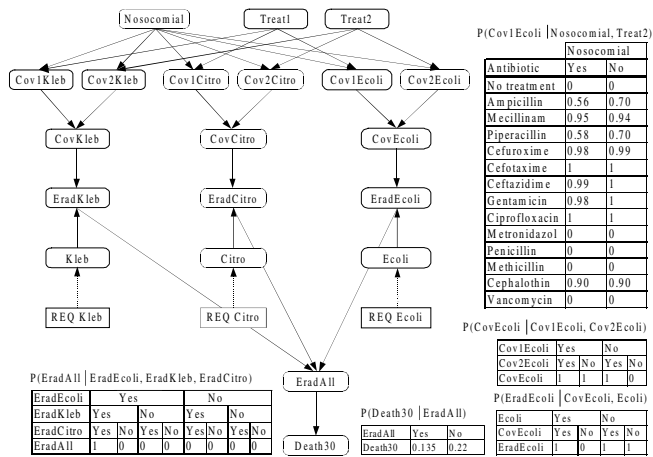 Nosocomial Treat1 Treat2
Cov1Kleb Cov2Kleb Cov1Citro Cov2Citro Cov1Ecoli Cov2Ecoli
CovKleb CovCitro CovEcoli
EradKleb EradCitro EradEcoli
Kleb Citro Ecoli
REQ Kleb REQ Citro REQ Ecoli
EradAll
Death30
P(Cov1Ecoli | Nosocomial, Treat2)
Nosocomial
Antibiotic Yes No
No treatment 0 0
Ampicillin 0.56 0.70
Mecillinam 0.95 0.94
Piperacillin 0.58 0.70
Cefuroxime 0.98 0.99
Cefotaxime 1 1
Ceftazidime 0.99 1
Gentamicin 0.98 1
Ciprofloxacin 1 1
Metronidazol 0 0
Penicillin 0 0
Methicillin 0 0
Cephalothin 0.90 0.90
Vancomycin 0 0
P(CovEcoli | Cov1Ecoli, Cov2Ecoli)
Cov1Ecoli Yes No
Cov2Ecoli Yes No Yes No
CovEcoli 1 1 1 0
P(EradAll | EradEcoli, EradKleb, EradCitro)
EradEcoli Yes No
EradKleb Yes No Yes No
EradCitro Yes No Yes No Yes No Yes No
EradAll 1 0 0 0 0 0 0 0
P(Death30 | EradAll)
EradAll Yes No
Death30 0.135 0.22
P(EradEcoli | CovEcoli, Ecoli)
Ecoli Yes No
CovEcoli Yes No Yes No
EradEcoli 1 0 1 1